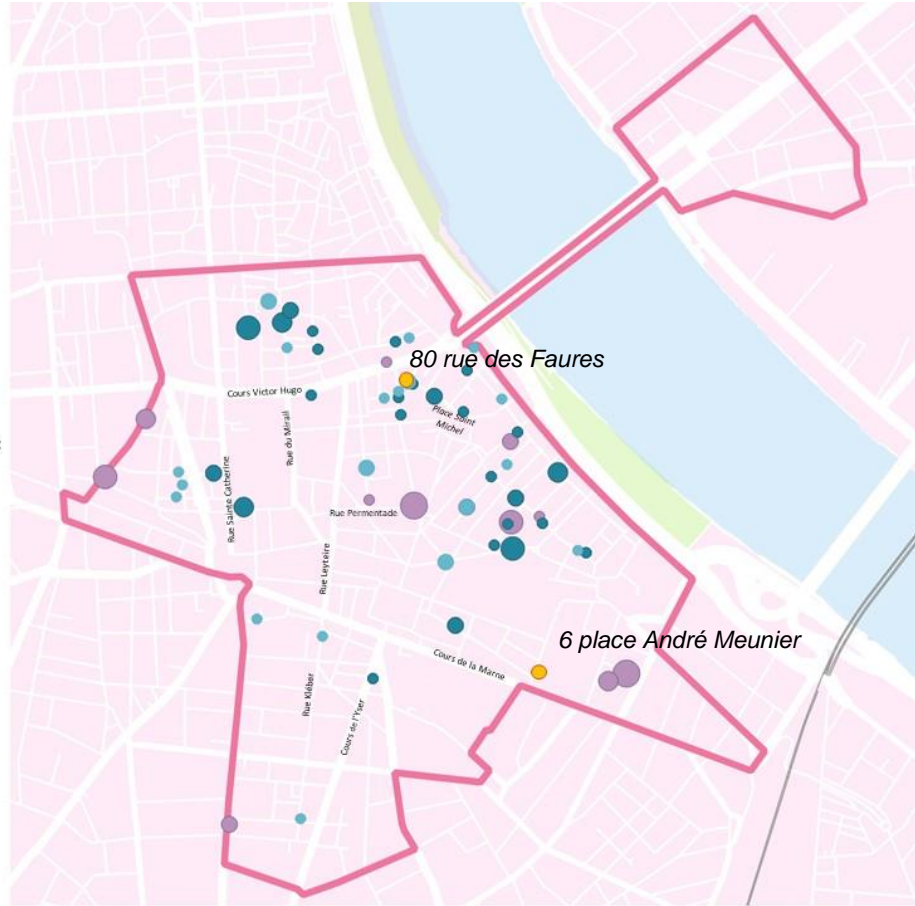 80 rue des Faures
Cours Victor Hugo
Place Saint
Michel
Rue du Mirail
Rue Sainte Catherine
Rue Permentade
Rue Leyteire
6 place André Meunier
Cours de la Marne
Rue Kléber
Cours de l'Yser